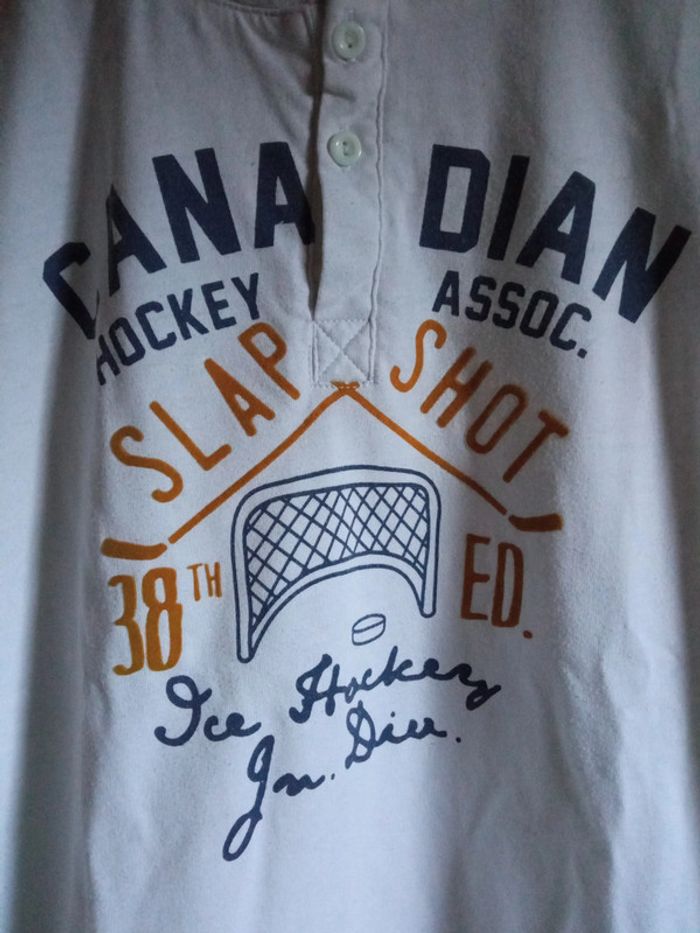 CANADIAN
HOCKEY ASSOC.
SLAP SHOT
38TH ED.
Ice Hockey
Jn. Div.